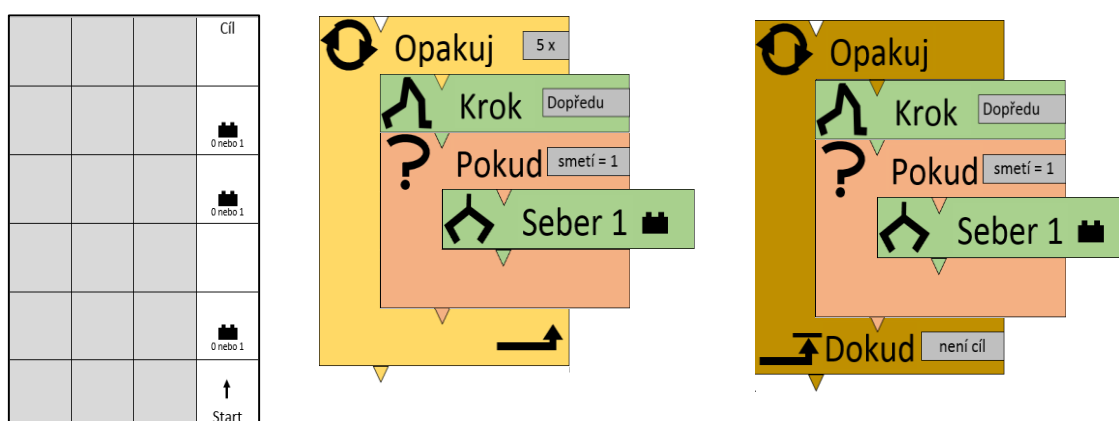 Cíl
0 nebo 1
0 nebo 1
0 nebo 1
Start
Opakuj 5 x
Krok Dopředu
Pokud smetí = 1
Seber 1
Opakuj
Krok Dopředu
Pokud smetí = 1
Seber 1
Dokud není cíl